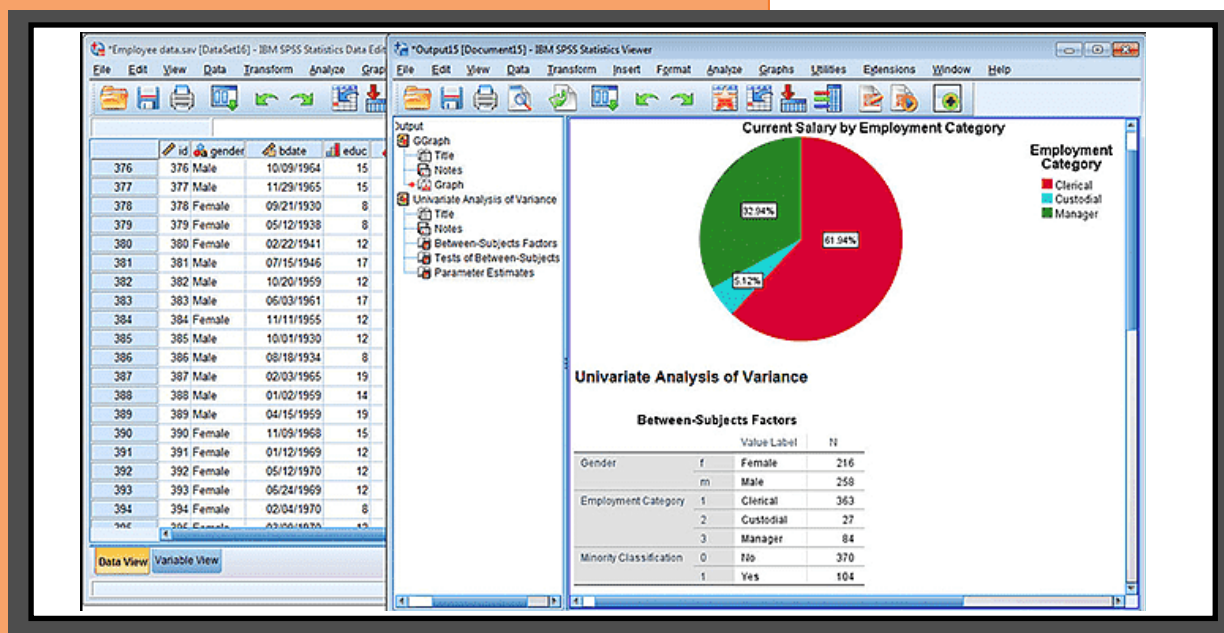 *Employee data.sav [DataSet16] - IBM SPSS Statistics Data Edit
File Edit View Data Transform Analyze Grap
id gender bdate educ
376 376 Male 10/09/1964 15
377 377 Male 11/29/1965 15
378 378 Female 09/21/1930 8
379 379 Female 05/12/1938 8
380 380 Female 02/22/1941 12
381 381 Male 07/15/1946 17
382 382 Male 10/20/1959 12
383 383 Male 06/03/1961 17
384 384 Female 11/11/1955 12
385 385 Male 10/01/1930 12
386 386 Male 08/18/1934 8
387 387 Male 02/03/1965 19
388 388 Male 01/02/1959 14
389 389 Male 04/15/1959 19
390 390 Female 11/09/1968 15
391 391 Female 01/12/1969 12
392 392 Female 05/12/1970 12
393 393 Female 06/24/1969 12
394 394 Female 02/04/1970 8
Data View Variable View
*Output15 [Document15] - IBM SPSS Statistics Viewer
File Edit View Data Transform Insert Format Analyze Graphs Utilities Extensions Window Help
Output
GGraph
Title
Notes
Graph
Univariate Analysis of Variance
Title
Notes
Between-Subjects Factors
Tests of Between-Subjects
Parameter Estimates
Current Salary by Employment Category
Employment
Category
Clerical
Custodial
Manager
32.94%
61.94%
5.12%
Univariate Analysis of Variance
Between-Subjects Factors
Value Label N
Gender f Female 216
m Male 258
Employment Category 1 Clerical 363
2 Custodial 27
3 Manager 84
Minority Classification 0 No 370
1 Yes 104